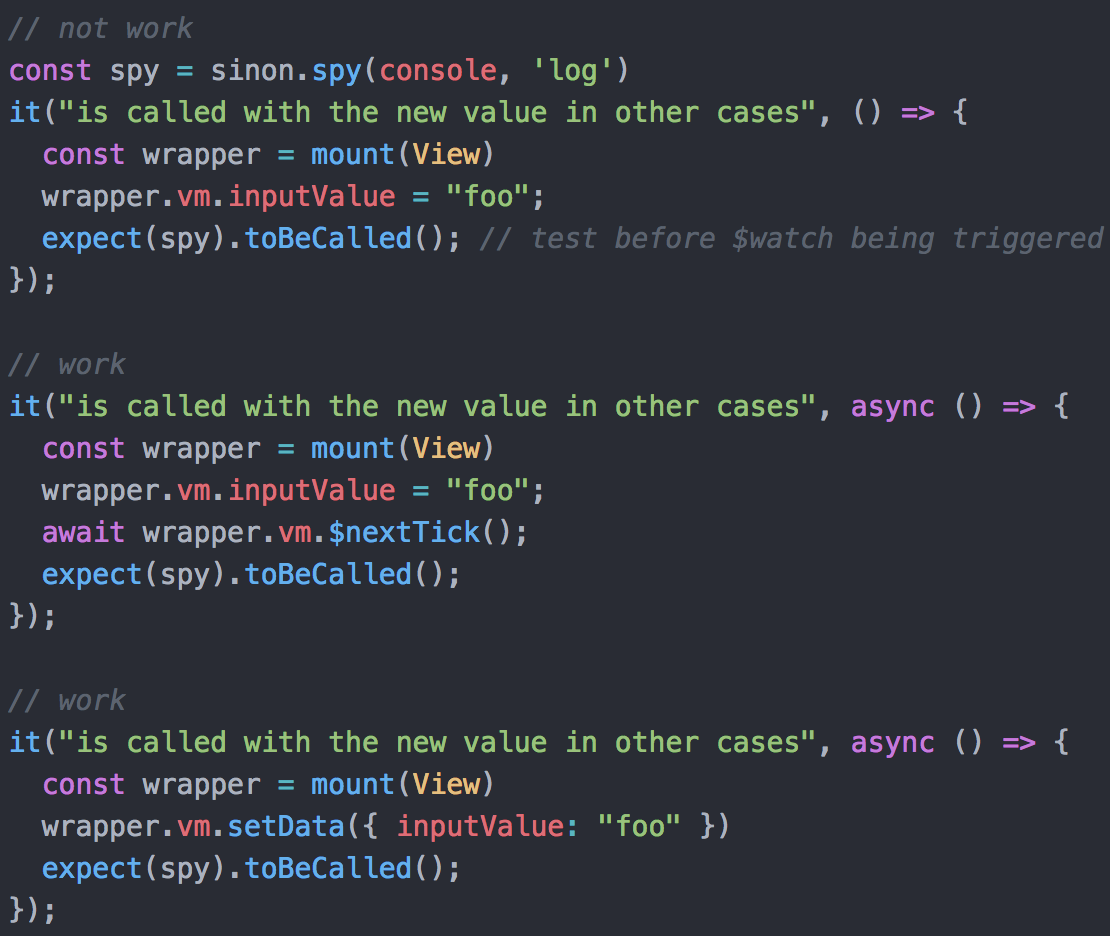 // not work
const spy = sinon.spy(console, 'log')
it("is called with the new value in other cases", () => {
  const wrapper = mount(View)
  wrapper.vm.inputValue = "foo";
  expect(spy).toBeCalled(); // test before $watch being triggered
});

// work
it("is called with the new value in other cases", async () => {
  const wrapper = mount(View)
  wrapper.vm.inputValue = "foo";
  await wrapper.vm.$nextTick();
  expect(spy).toBeCalled();
});

// work
it("is called with the new value in other cases", async () => {
  const wrapper = mount(View)
  wrapper.vm.setData({ inputValue: "foo" })
  expect(spy).toBeCalled();
});